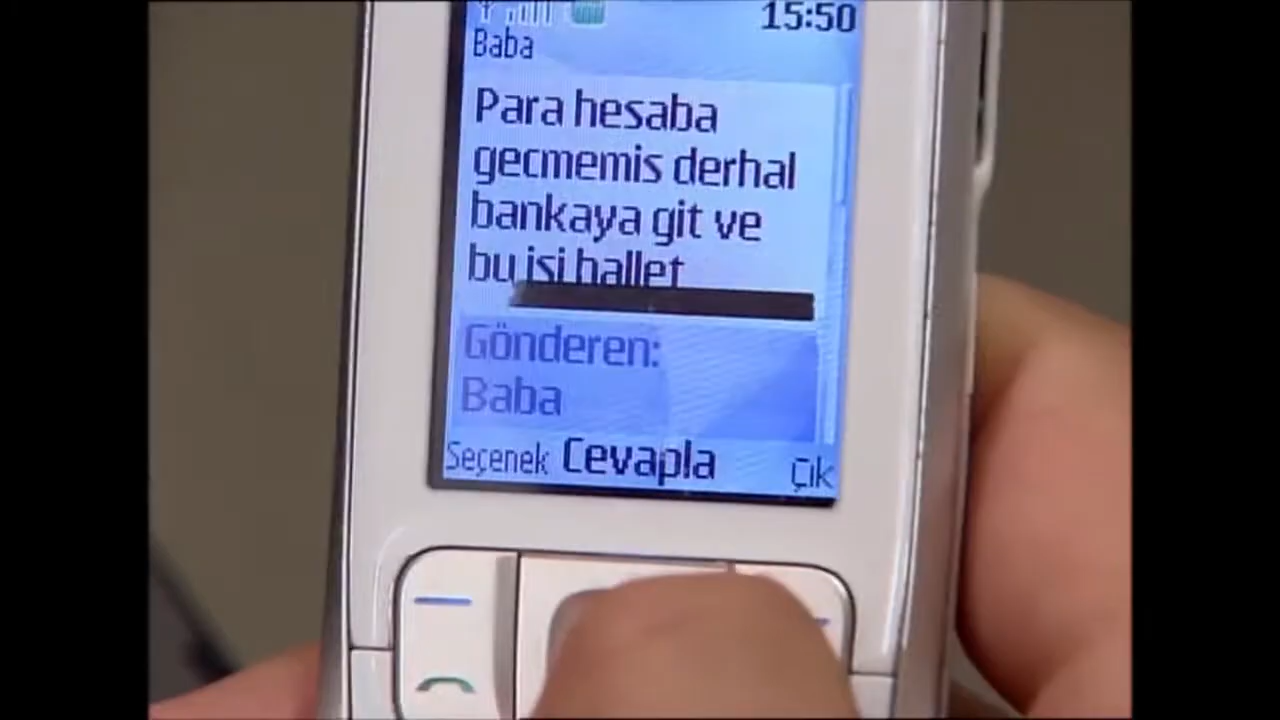 15:50
Baba
Para hesaba
gecmemis derhal
bankaya git ve
bu isi hallet
Gönderen:
Baba
Seçenek Cevapla Çık